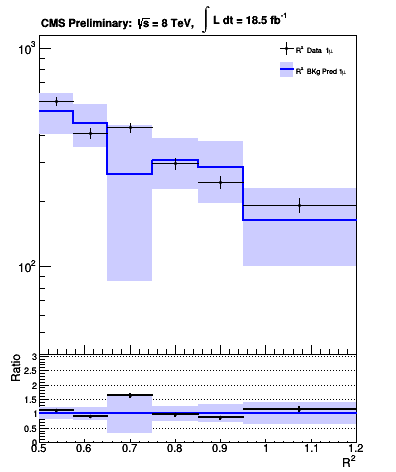 CMS Preliminary: √s = 8 TeV, ∫ L dt = 18.5 fb⁻¹
10³
R² Data 1μ
R² BKg Pred 1μ
10²
Ratio
3
2.5
2
1.5
1
0.5
0
0.5 0.6 0.7 0.8 0.9 1 1.1 1.2
R²